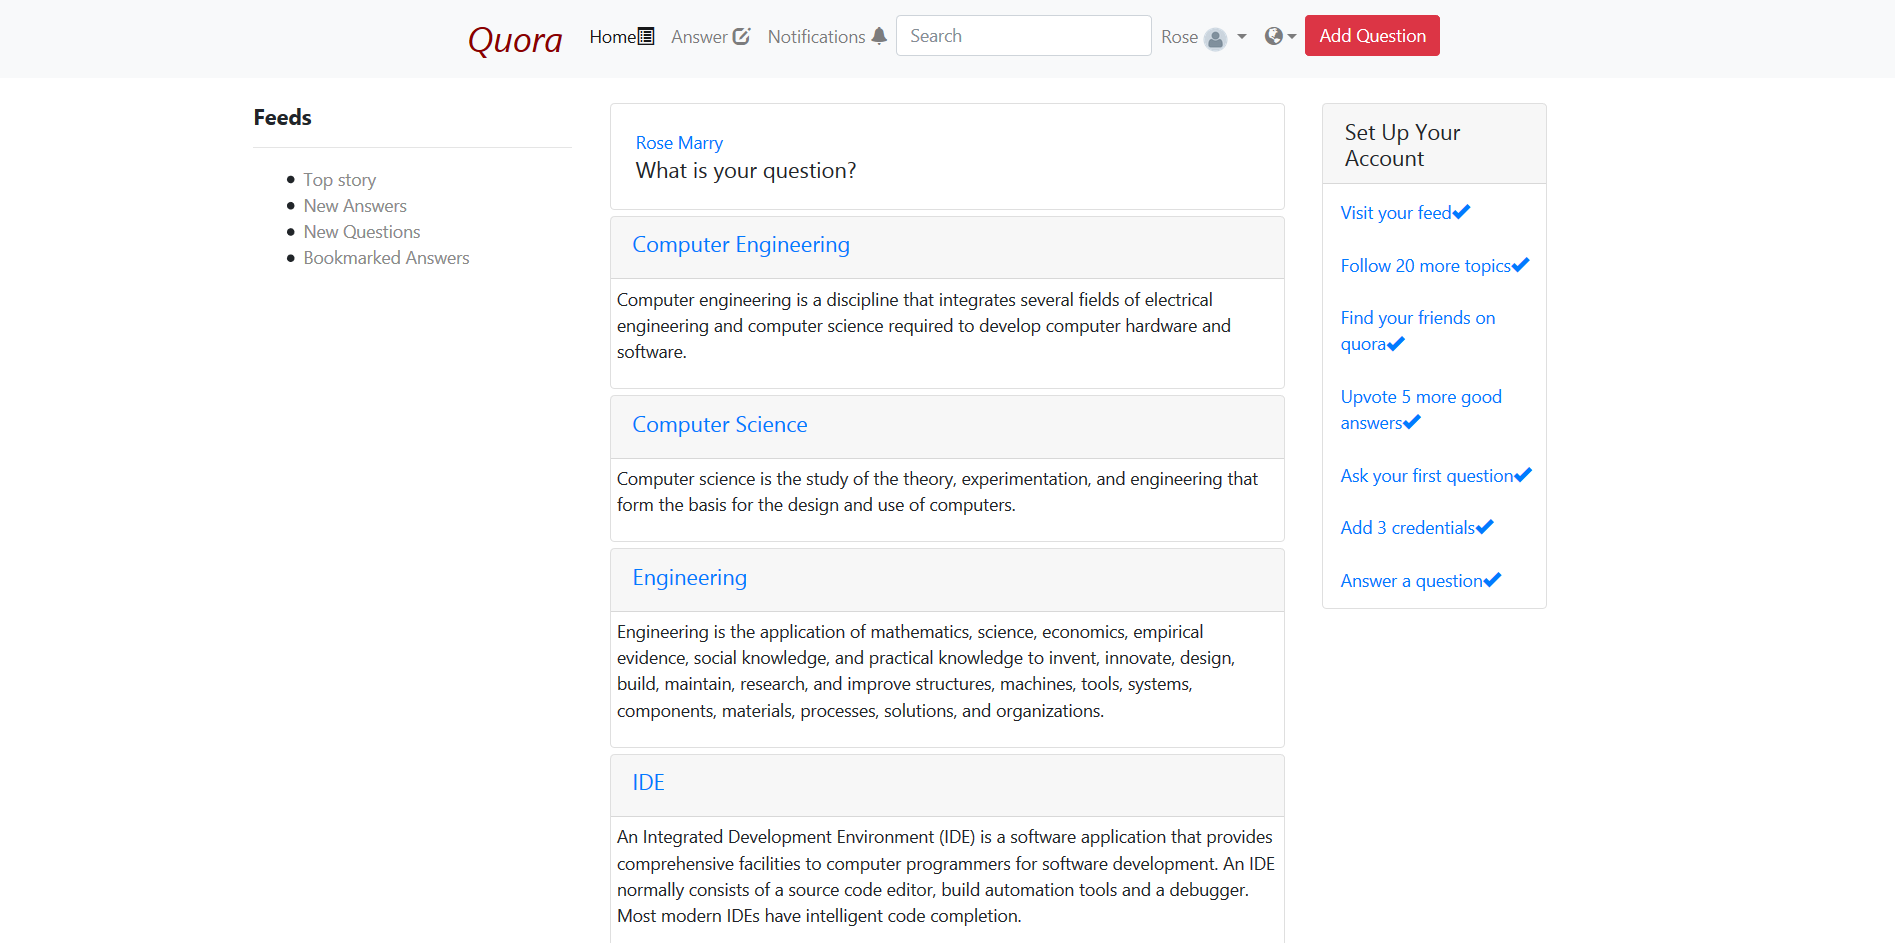 Quora
Home
Answer
Notifications
Search
Rose
Add Question
Feeds
Top story
New Answers
New Questions
Bookmarked Answers
Rose Marry
What is your question?
Computer Engineering
Computer engineering is a discipline that integrates several fields of electrical
engineering and computer science required to develop computer hardware and
software.
Computer Science
Computer science is the study of the theory, experimentation, and engineering that
form the basis for the design and use of computers.
Engineering
Engineering is the application of mathematics, science, economics, empirical
evidence, social knowledge, and practical knowledge to invent, innovate, design,
build, maintain, research, and improve structures, machines, tools, systems,
components, materials, processes, solutions, and organizations.
IDE
An Integrated Development Environment (IDE) is a software application that provides
comprehensive facilities to computer programmers for software development. An IDE
normally consists of a source code editor, build automation tools and a debugger.
Most modern IDEs have intelligent code completion.
Set Up Your
Account
Visit your feed
Follow 20 more topics
Find your friends on
quora
Upvote 5 more good
answers
Ask your first question
Add 3 credentials
Answer a question